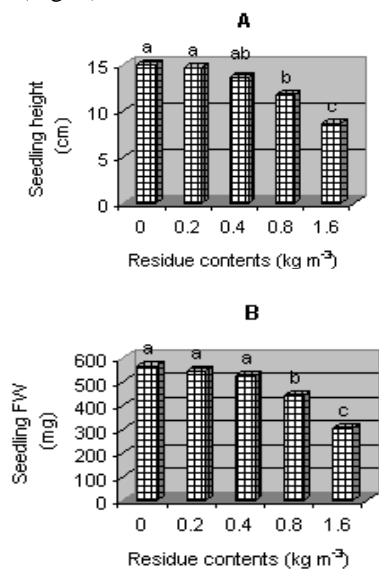 A
a a ab b c
15
10
5
0
Seedling height
(cm)
0 0.2 0.4 0.8 1.6
Residue contents (kg m⁻³)
B
a a a b c
600
500
400
300
200
100
0
Seedling FW
(mg)
0 0.2 0.4 0.8 1.6
Residue contents (kg m⁻³)